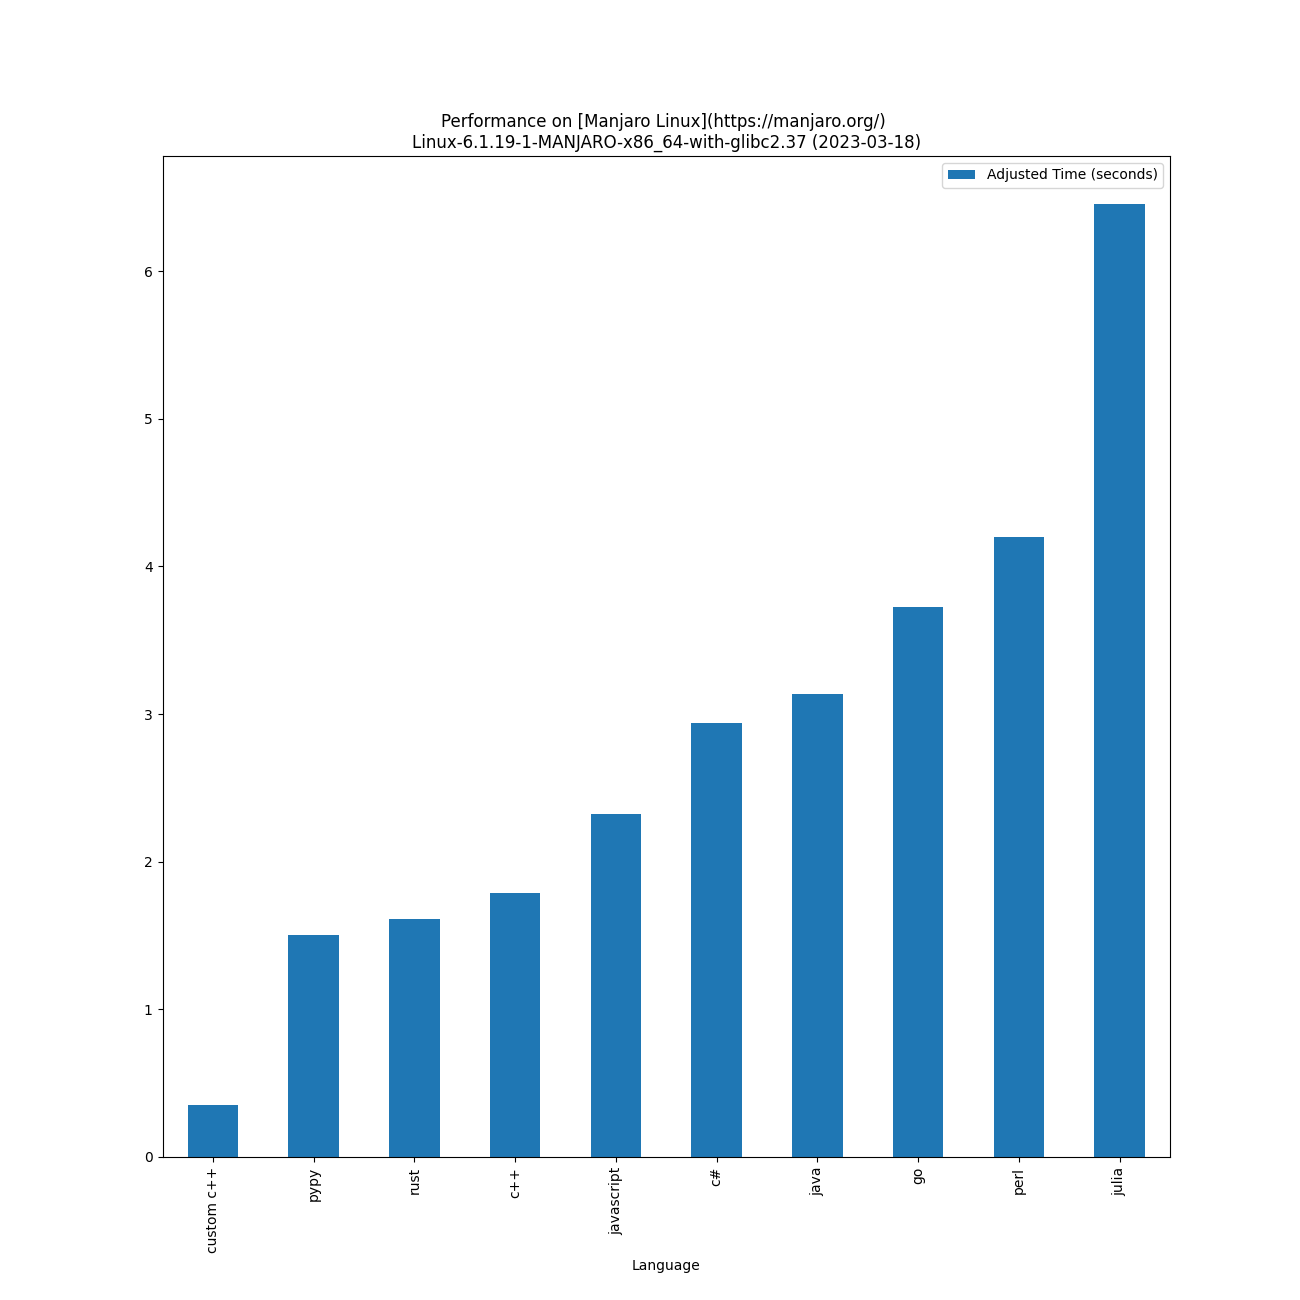 Performance on [Manjaro Linux](https://manjaro.org/)
Linux-6.1.19-1-MANJARO-x86_64-with-glibc2.37 (2023-03-18)
Adjusted Time (seconds)
6
5
4
3
2
1
0
custom c++
pypy
rust
c++
javascript
c#
java
go
perl
julia
Language